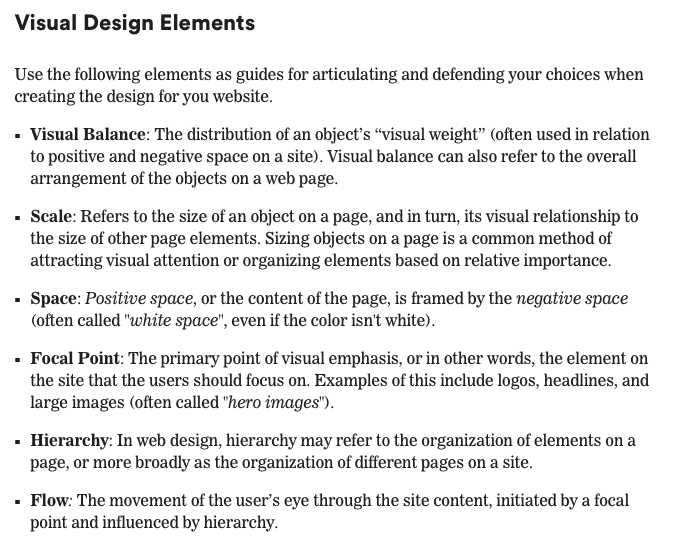 Visual Design Elements
Use the following elements as guides for articulating and defending your choices when
creating the design for you website.
▪ Visual Balance: The distribution of an object’s “visual weight” (often used in relation
to positive and negative space on a site). Visual balance can also refer to the overall
arrangement of the objects on a web page.
▪ Scale: Refers to the size of an object on a page, and in turn, its visual relationship to
the size of other page elements. Sizing objects on a page is a common method of
attracting visual attention or organizing elements based on relative importance.
▪ Space: Positive space, or the content of the page, is framed by the negative space
(often called "white space", even if the color isn't white).
▪ Focal Point: The primary point of visual emphasis, or in other words, the element on
the site that the users should focus on. Examples of this include logos, headlines, and
large images (often called "hero images").
▪ Hierarchy: In web design, hierarchy may refer to the organization of elements on a
page, or more broadly as the organization of different pages on a site.
▪ Flow: The movement of the user’s eye through the site content, initiated by a focal
point and influenced by hierarchy.